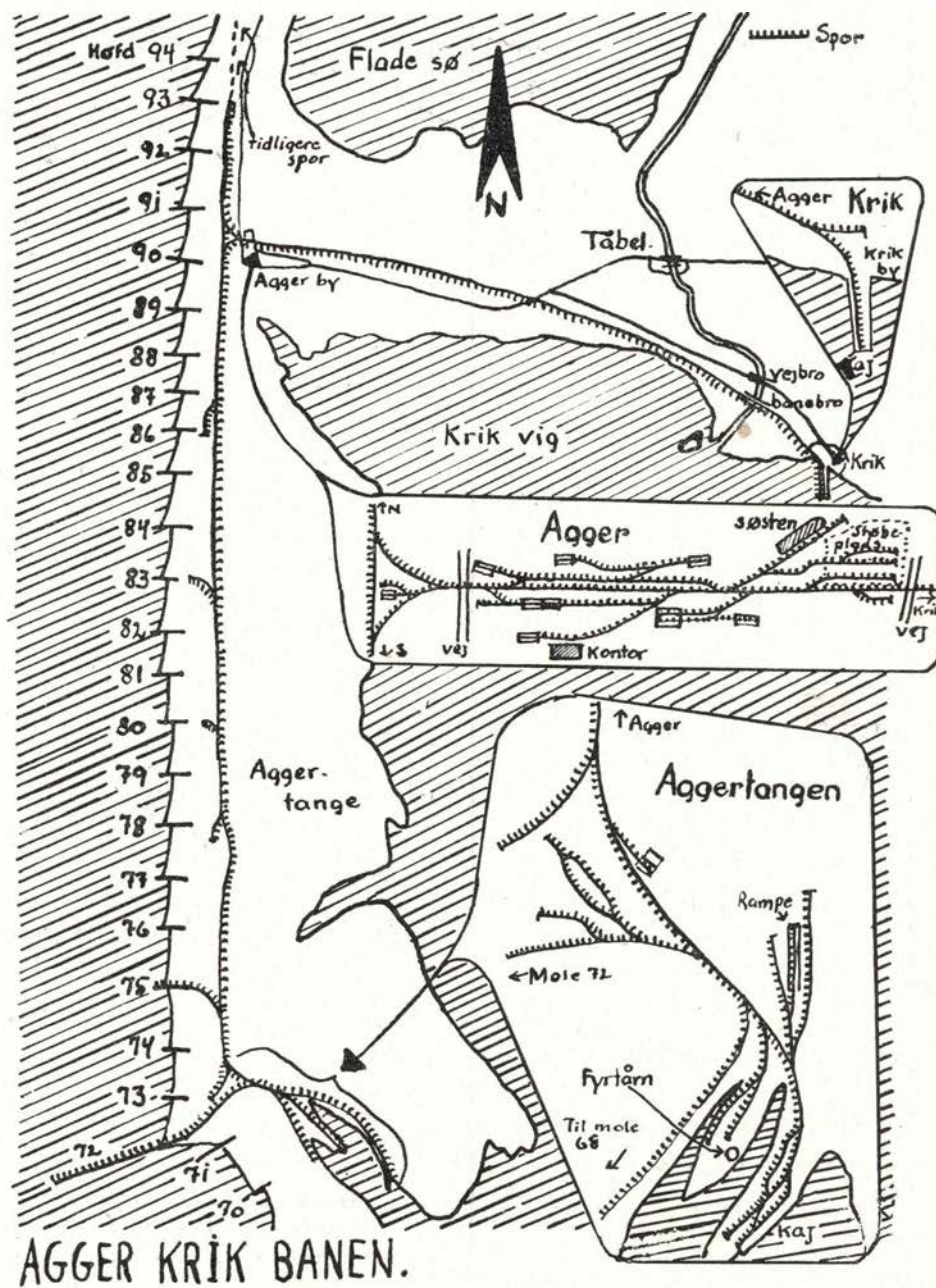 Høfd 94
93
92
91
90
89
88
87
86
85
84
83
82
81
80
79
78
77
76
75
74
73
72
71
70
Flade sø
Spor
tidligere
spor
N
Tåbel.
Agger by
Vejbro
banebro
Krik vig
Krik
←Agger
Krik
Krik
by
Kaj
↑N
Agger
søsten
Støbe
plads
Krik
vej
vej
↓S
Kontor
Agger-
tange
↑Agger
Aggertangen
Rampe
←Mole 72
Fyrtårn
Til mole
68
Kaj
AGGER KRIK BANEN.